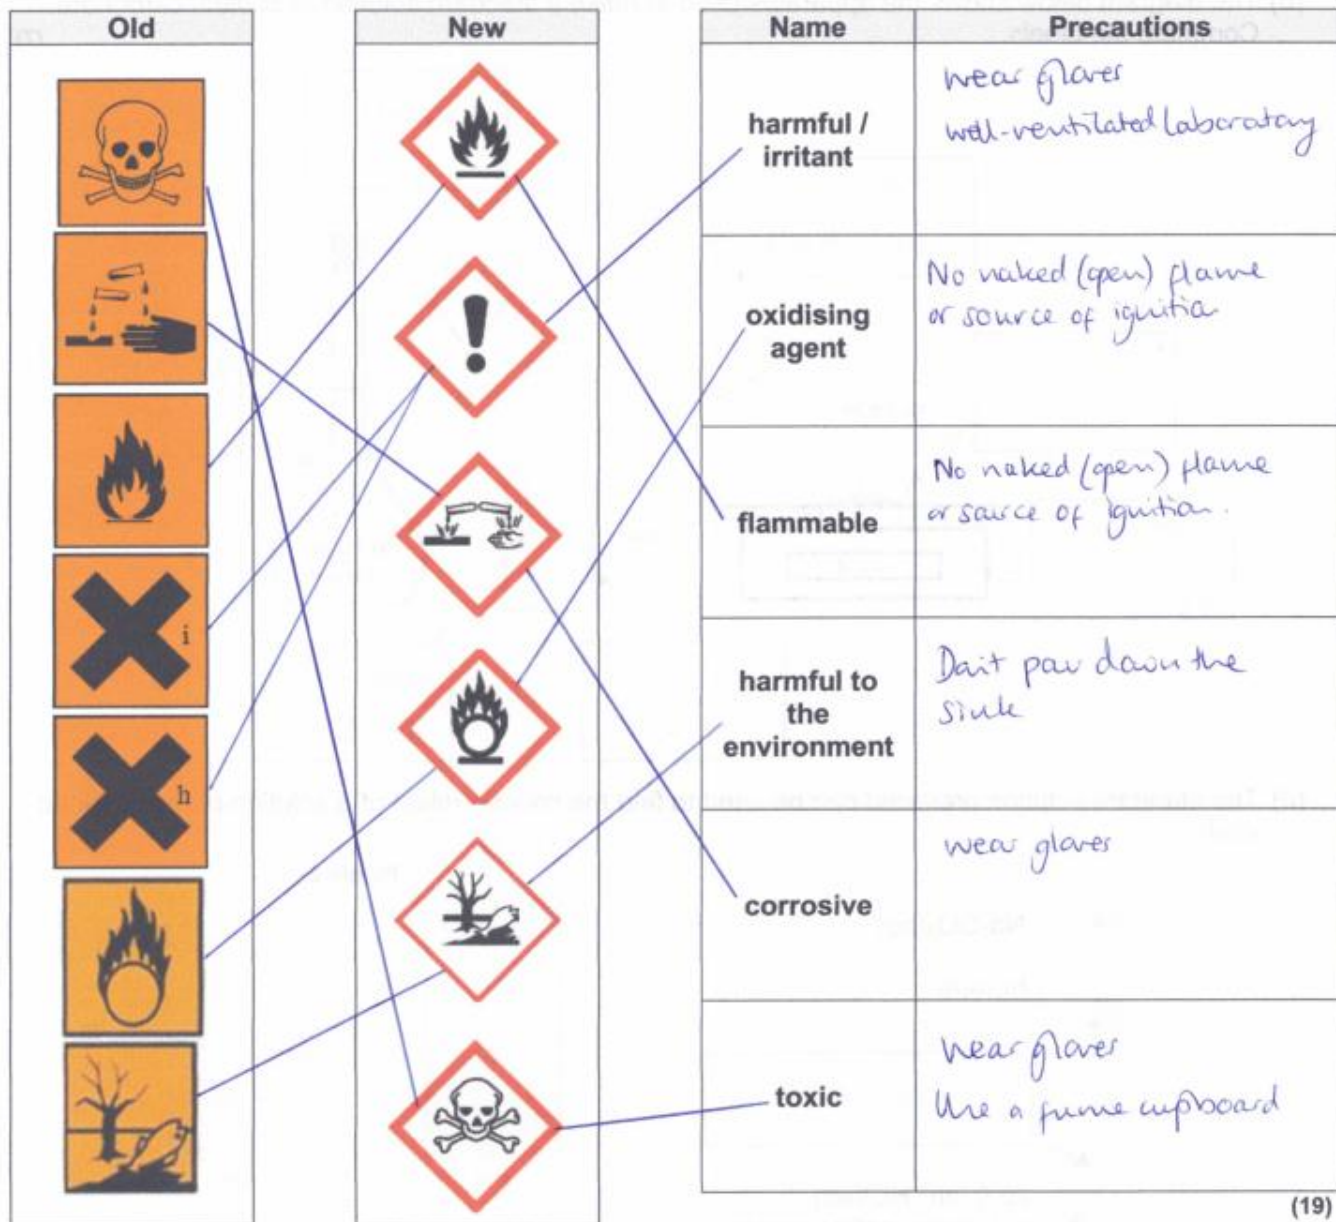 Old
New
Name
Precautions
harmful /
irritant
wear gloves
well-ventilated laboratory
oxidising
agent
No naked (open) flame
or source of ignition
flammable
No naked (open) flame
or source of ignition.
harmful to
the
environment
Don't pour down the
sink
corrosive
wear gloves
toxic
wear gloves
Use a fume cupboard
i
h
(19)